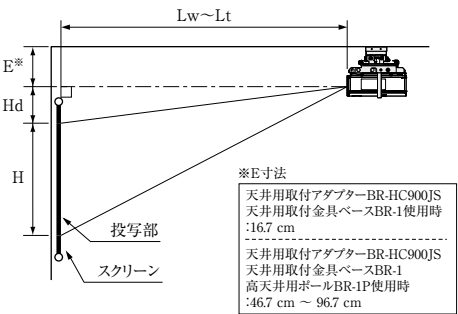 Lw～Lt
E※
Hd
H
投写部
スクリーン
※E寸法
天井用取付アダプターBR-HC900JS
天井用取付金具ベースBR-1使用時
:16.7 cm
天井用取付アダプターBR-HC900JS
天井用取付金具ベースBR-1
高天井用ポールBR-1P使用時
:46.7 cm ～ 96.7 cm